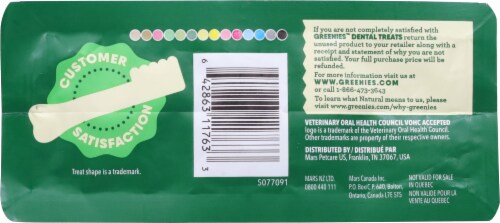 CUSTOMER
SATISFACTION
Treat shape is a trademark.
6 42863 11763 3
5077091
If you are not completely satisfied with
GREENIES™ DENTAL TREATS return the
unused product to your retailer along with a
receipt and statement of why you are not
satisfied. Your full purchase price will be
refunded.
For more information visit us at
WWW.GREENIES.COM
or call 1-866-473-3643
To learn what Natural means to us, please
visit www.greenies.com/why-greenies
VETERINARY ORAL HEALTH COUNCIL VOHC ACCEPTED
logo is a trademark of the Veterinary Oral Health Council.
Other trademarks are property of their respective owners.
DISTRIBUTED BY / DISTRIBUÉ PAR
Mars Petcare US, Franklin, TN 37067, USA
MARS NZ LTD.
0800 440 111
Mars Canada Inc.
P.O. Box/C.P. 640, Bolton,
Ontario, Canada L7E 5T5
NOT VALID FOR SALE
IN QUEBEC
NON VALIDE POUR LA
VENTE AU QUEBEC